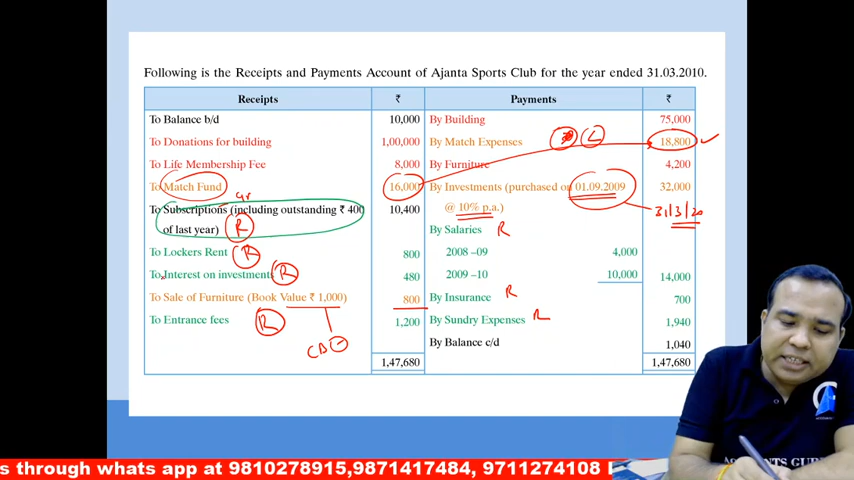 Following is the Receipts and Payments Account of Ajanta Sports Club for the year ended 31.03.2010.
Receipts ₹ Payments ₹
To Balance b/d 10,000 By Building 75,000
To Donations for building 1,00,000 By Match Expenses 18,800
To Life Membership Fee 8,000 By Furniture 4,200
To Match Fund 16,000 By Investments (purchased on 01.09.2009 32,000
To Subscriptions (including outstanding ₹ 400 10,400 @ 10% p.a.)
of last year) R By Salaries R
To Lockers Rent R 800 2008 –09 4,000
To Interest on investments R 480 2009 –10 10,000 14,000
To Sale of Furniture (Book Value ₹ 1,000) 800 By Insurance R 700
To Entrance fees R 1,200 By Sundry Expenses R 1,940
By Balance c/d 1,040
1,47,680 1,47,680
L
31/3/20
s through whats app at 9810278915,9871417484, 9711274108